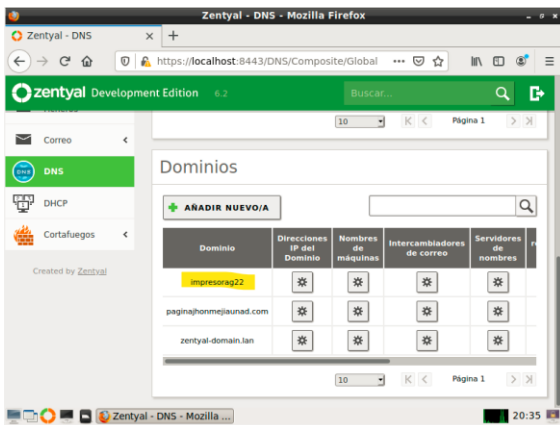 Zentyal - DNS - Mozilla Firefox
Zentyal - DNS
https://localhost:8443/DNS/Composite/Global
zentyal Development Edition 6.2
Buscar...
10
Página 1
Correo
DNS
DHCP
Cortafuegos
Created by Zentyal
Dominios
AÑADIR NUEVO/A
Dominio
Direcciones IP del Dominio
Nombres de máquinas
Intercambiadores de correo
Servidores de nombres
impresorag22
paginajhonmejiaunad.com
zentyal-domain.lan
10
Página 1
Zentyal - DNS - Mozilla ...
20:35